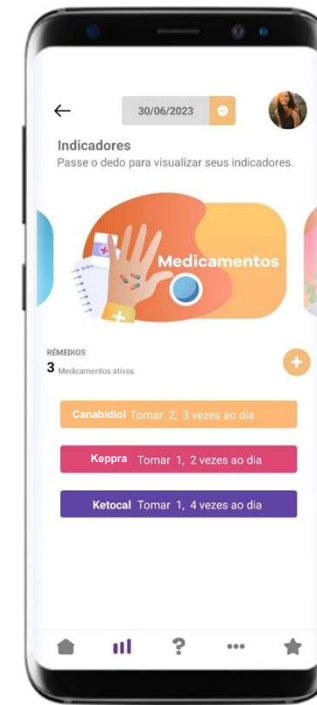 30/06/2023
Indicadores
Passe o dedo para visualizar seus indicadores.
Medicamentos
RÉMEDIOS
3 Medicamentos ativos
Canabidiol Tomar 2, 3 vezes ao dia
Keppra Tomar 1, 2 vezes ao dia
Ketocal Tomar 1, 4 vezes ao dia